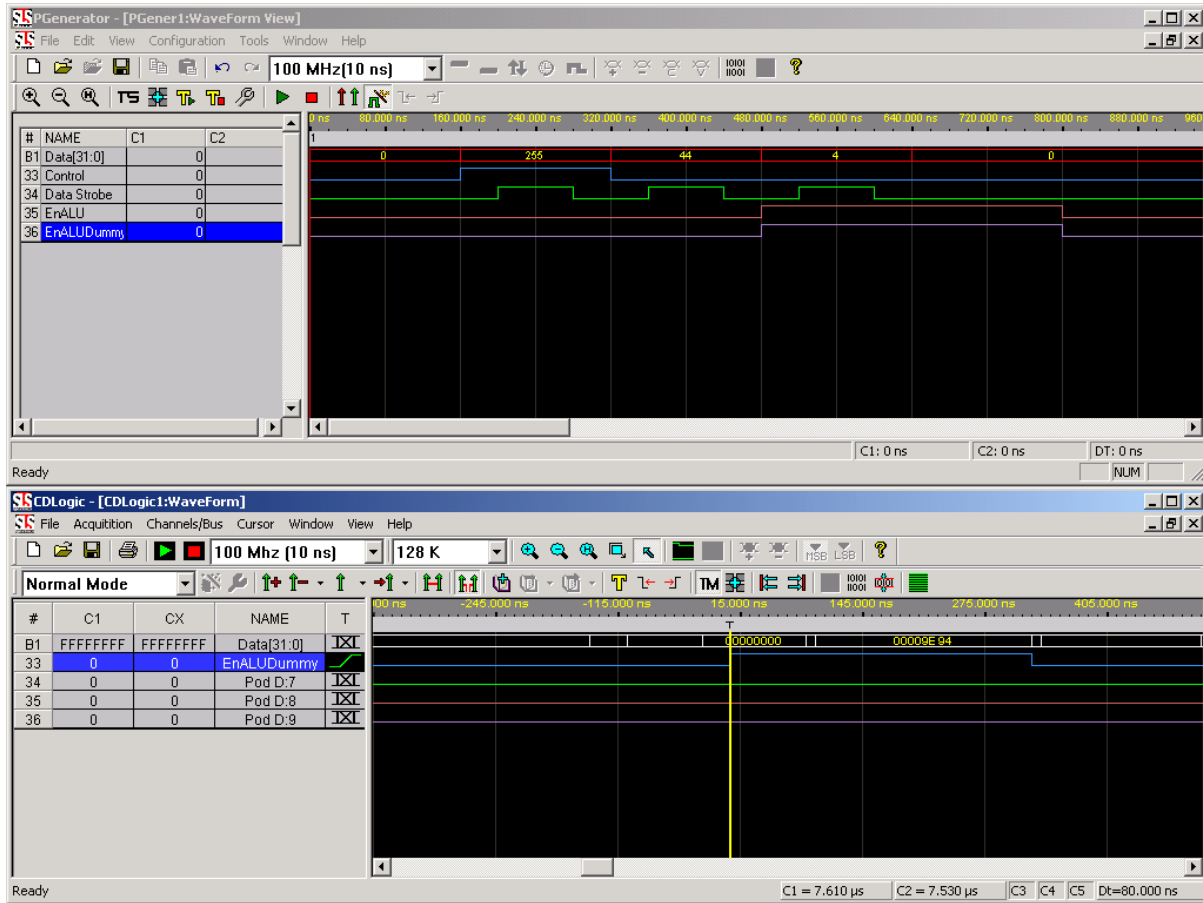 PGenerator - [PGener1:WaveForm View]
File Edit View Configuration Tools Window Help
100 MHz(10 ns)
0 ns 80.000 ns 160.000 ns 240.000 ns 320.000 ns 400.000 ns 480.000 ns 560.000 ns 640.000 ns 720.000 ns 800.000 ns 880.000 ns 960
# NAME C1 C2 1
B1 Data[31:0] 0 0 255 44 4 0
33 Control 0
34 Data Strobe 0
35 EnALU 0
36 EnALUDummy 0
C1: 0 ns C2: 0 ns DT: 0 ns
Ready NUM
CDLogic - [CDLogic1:WaveForm]
File Acquitition Channels/Bus Cursor Window View Help
100 Mhz (10 ns) 128 K MSB LSB
Normal Mode TM
00 ns -245.000 ns -115.000 ns 15.000 ns 145.000 ns 275.000 ns 405.000 ns
# C1 CX NAME T T
B1 FFFFFFFF FFFFFFFF Data[31:0] 00000000 00009E94
33 0 0 EnALUDummy
34 0 0 Pod D:7
35 0 0 Pod D:8
36 0 0 Pod D:9
Ready C1 = 7.610 µs C2 = 7.530 µs C3 C4 C5 Dt=80.000 ns